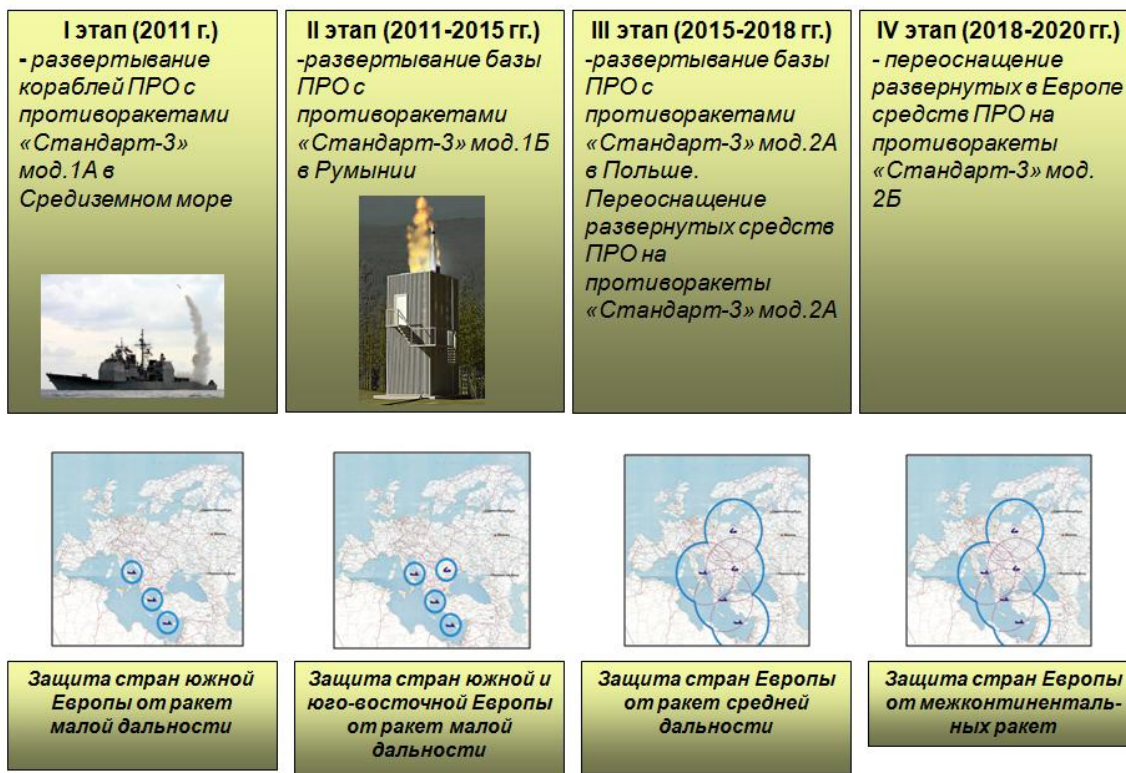 I этап (2011 г.)
- развертывание
кораблей ПРО с
противоракетами
«Стандарт-3»
мод.1А в
Средиземном море
II этап (2011-2015 гг.)
-развертывание базы
ПРО с
противоракетами
«Стандарт-3» мод.1Б
в Румынии
III этап (2015-2018 гг.)
-развертывание базы
ПРО с
противоракетами
«Стандарт-3» мод.2А
в Польше.
Переоснащение
развернутых средств
ПРО на
противоракеты
«Стандарт-3» мод.2А
IV этап (2018-2020 гг.)
- переоснащение
развернутых в Европе
средств ПРО на
противоракеты
«Стандарт-3» мод.
2Б
Защита стран южной
Европы от ракет
малой дальности
Защита стран южной и
юго-восточной Европы
от ракет малой
дальности
Защита стран Европы
от ракет средней
дальности
Защита стран Европы
от межконтиненталь-
ных ракет